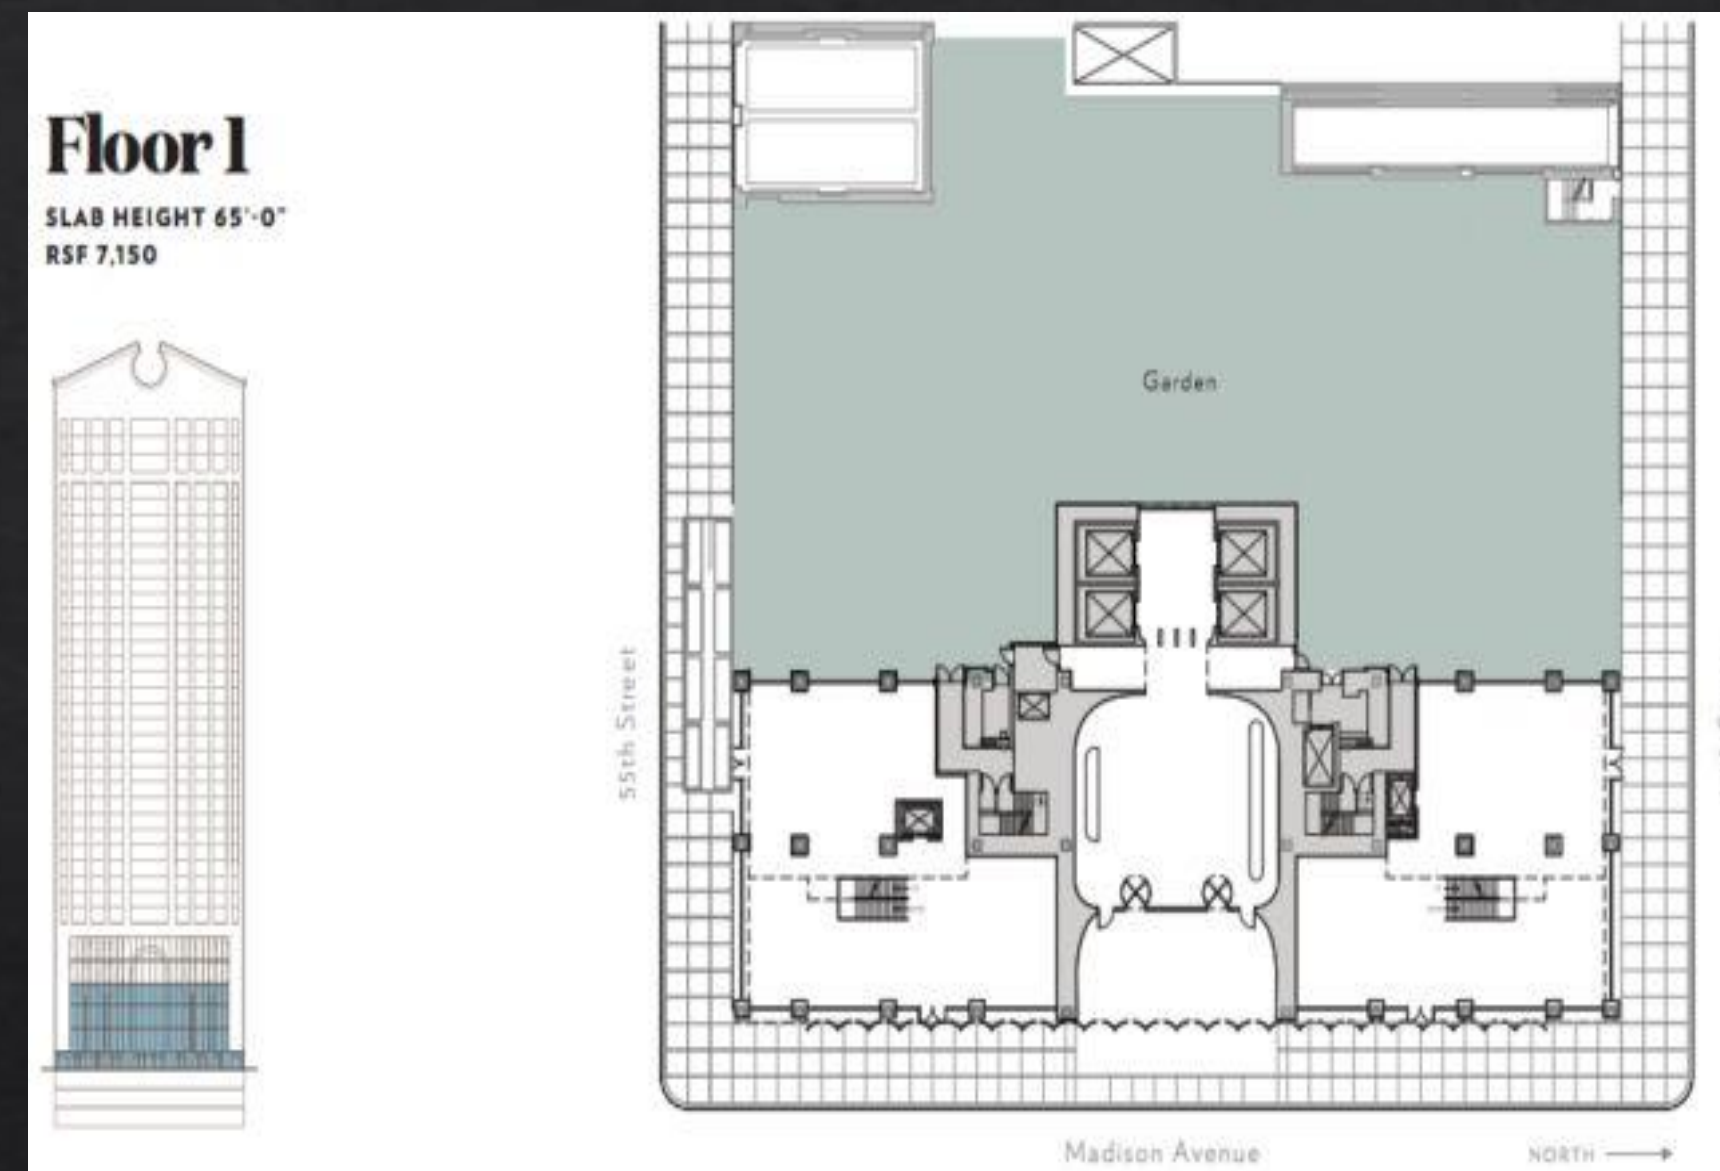 Floor 1
SLAB HEIGHT 65'-0"
RSF 7,150
Garden
55th Street
Madison Avenue
NORTH